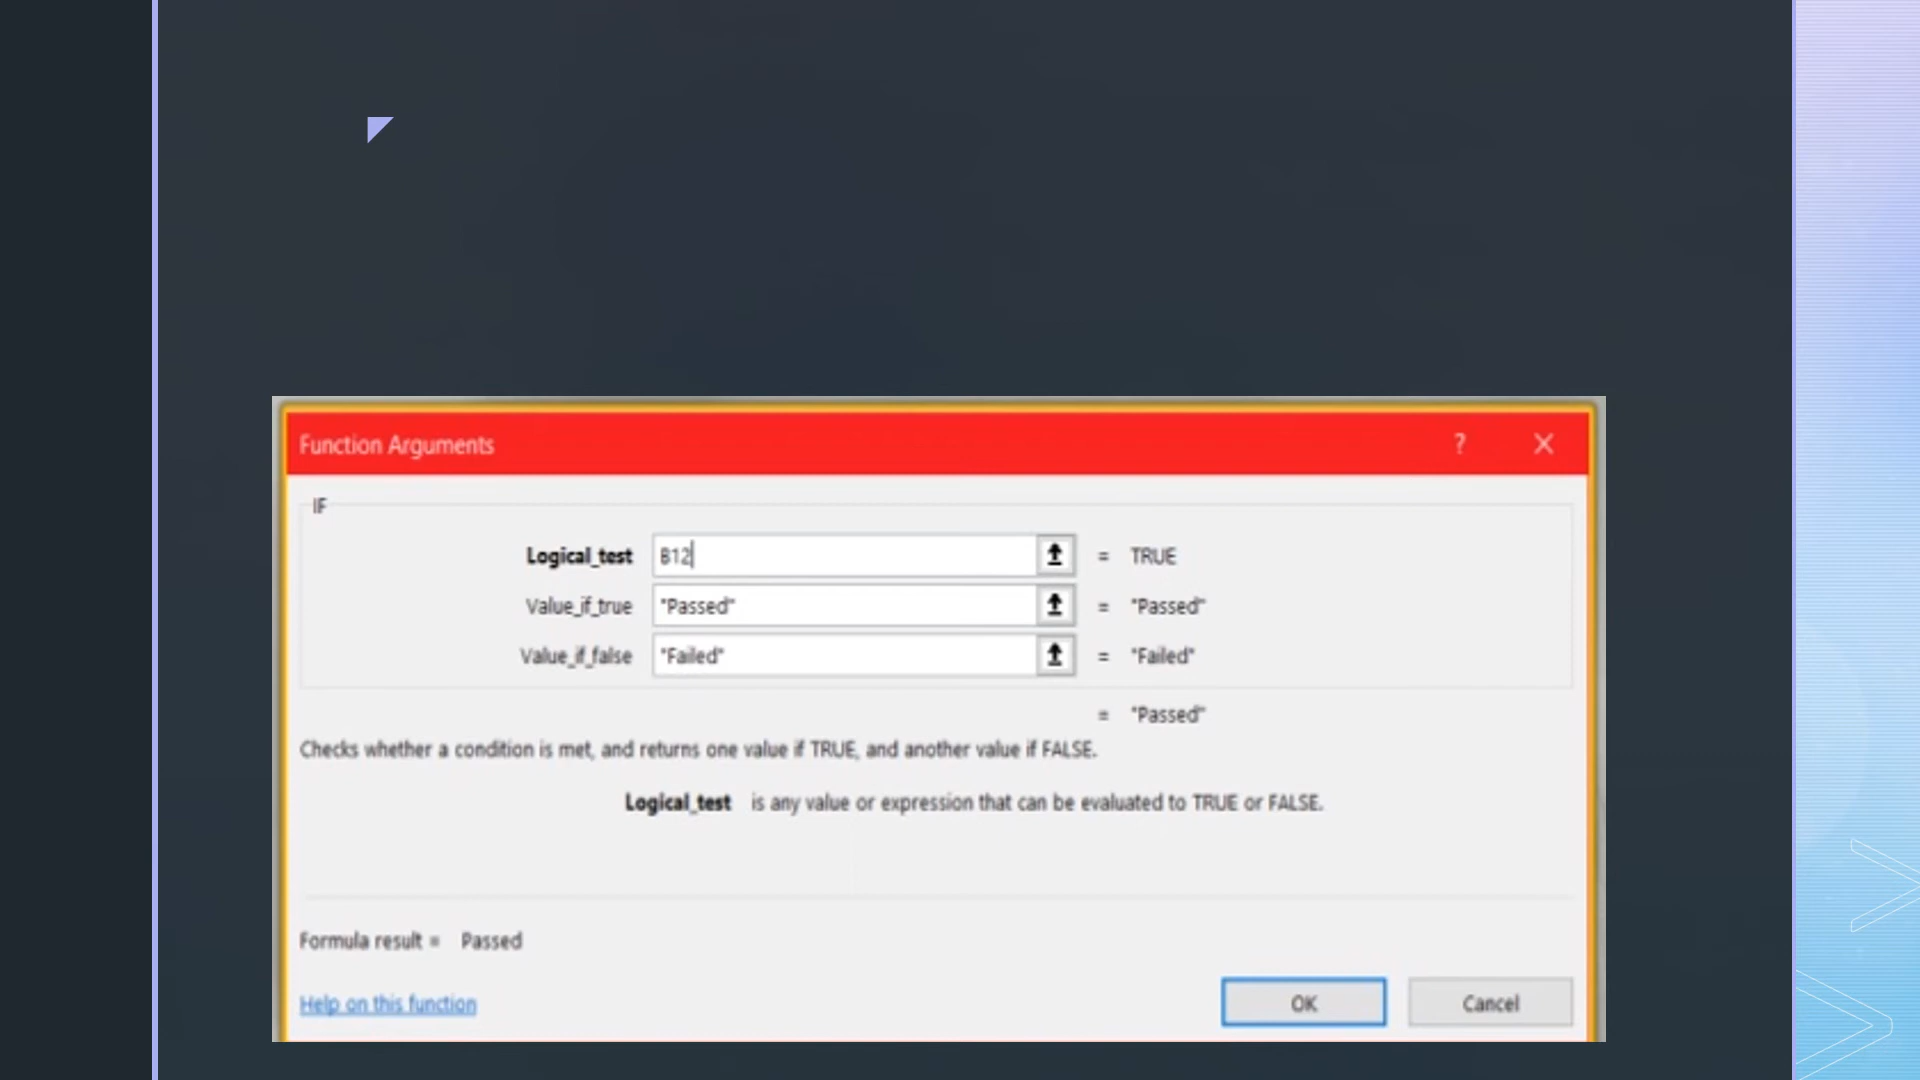 Function Arguments ? X
IF
Logical_test B12 = TRUE
Value_if_true "Passed" = "Passed"
Value_if_false "Failed" = "Failed"
= "Passed"
Checks whether a condition is met, and returns one value if TRUE, and another value if FALSE.
Logical_test is any value or expression that can be evaluated to TRUE or FALSE.
Formula result = Passed
Help on this function OK Cancel